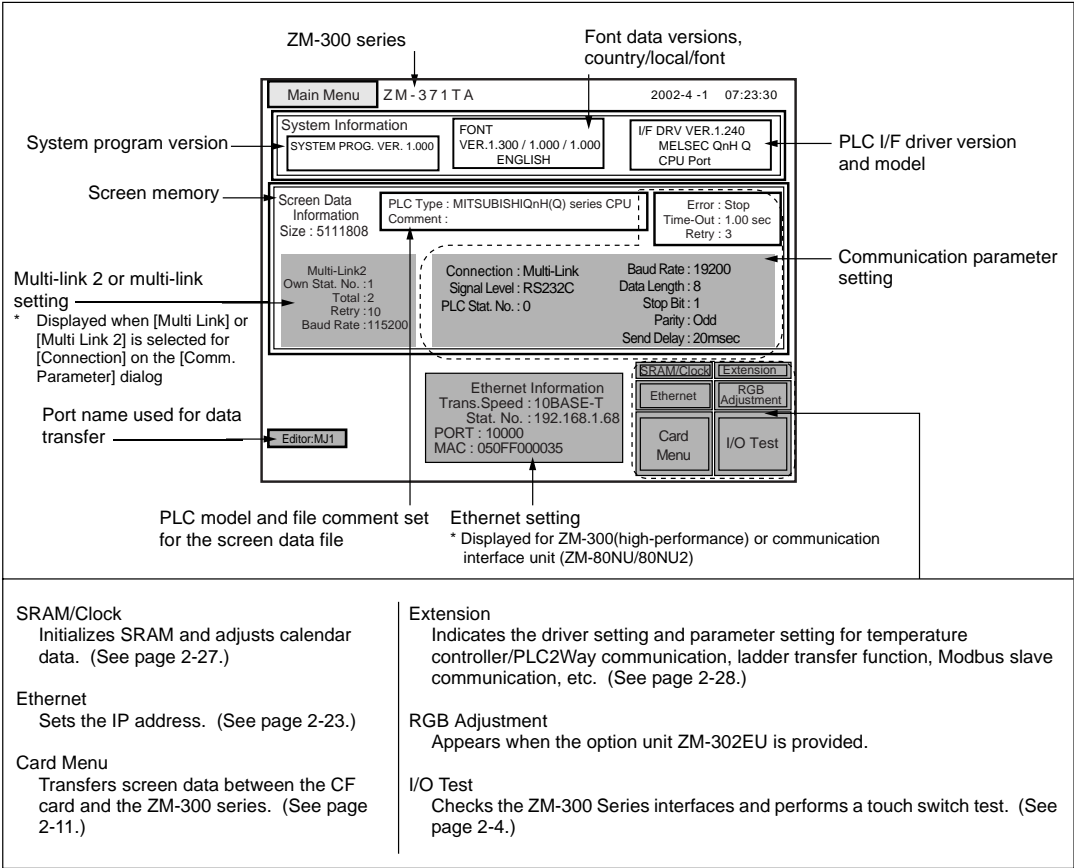 ZM-300 series
Font data versions,
country/local/font
Main Menu
ZM-371TA
2002-4 -1 07:23:30
System program version
System Information
SYSTEM PROG. VER. 1.000
FONT
VER.1.300 / 1.000 / 1.000
ENGLISH
I/F DRV VER.1.240
MELSEC QnH Q
CPU Port
PLC I/F driver version
and model
Screen memory
Screen Data
Information
Size : 5111808
PLC Type : MITSUBISHIQnH(Q) series CPU
Comment :
Error : Stop
Time-Out : 1.00 sec
Retry : 3
Communication parameter
setting
Multi-link 2 or multi-link
setting
* Displayed when [Multi Link] or
[Multi Link 2] is selected for
[Connection] on the [Comm.
Parameter] dialog
Multi-Link2
Own Stat. No. :1
Total :2
Retry :10
Baud Rate :115200
Connection : Multi-Link
Signal Level : RS232C
PLC Stat. No. : 0
Baud Rate : 19200
Data Length : 8
Stop Bit : 1
Parity : Odd
Send Delay : 20msec
Port name used for data
transfer
Editor:MJ1
Ethernet Information
Trans.Speed : 10BASE-T
Stat. No. : 192.168.1.68
PORT : 10000
MAC : 050FF000035
SRAM/Clock
Extension
Ethernet
RGB
Adjustment
Card
Menu
I/O Test
PLC model and file comment set
for the screen data file
Ethernet setting
* Displayed for ZM-300(high-performance) or communication
interface unit (ZM-80NU/80NU2)
SRAM/Clock
Initializes SRAM and adjusts calendar
data. (See page 2-27.)
Ethernet
Sets the IP address. (See page 2-23.)
Card Menu
Transfers screen data between the CF
card and the ZM-300 series. (See page
2-11.)
Extension
Indicates the driver setting and parameter setting for temperature
controller/PLC2Way communication, ladder transfer function, Modbus slave
communication, etc. (See page 2-28.)
RGB Adjustment
Appears when the option unit ZM-302EU is provided.
I/O Test
Checks the ZM-300 Series interfaces and performs a touch switch test. (See
page 2-4.)